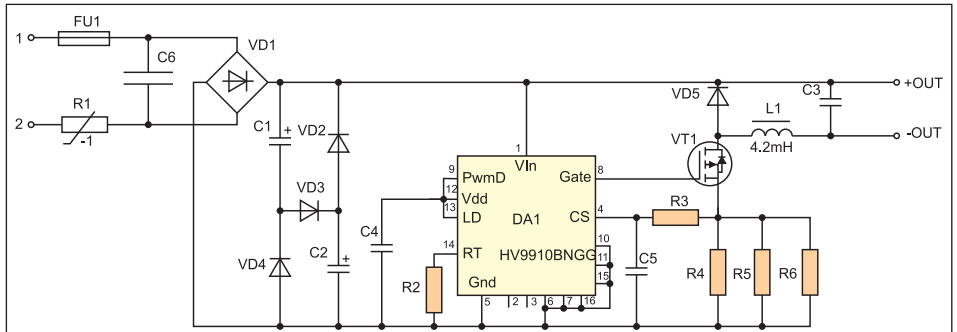 FU1
1
VD1
C6
+OUT
R1
2
-1
C1
+
VD2
VD5
L1
C3
-OUT
4.2mH
VT1
1
VIn
9
PwmD
Gate
8
12
Vdd
13
LD
DA1
CS
4
R3
VD3
C4
14
RT
HV9910BNGG
10
11
15
C5
VD4
C2
+
R2
Gnd
R4
R5
R6
5
2
3
6
7
16